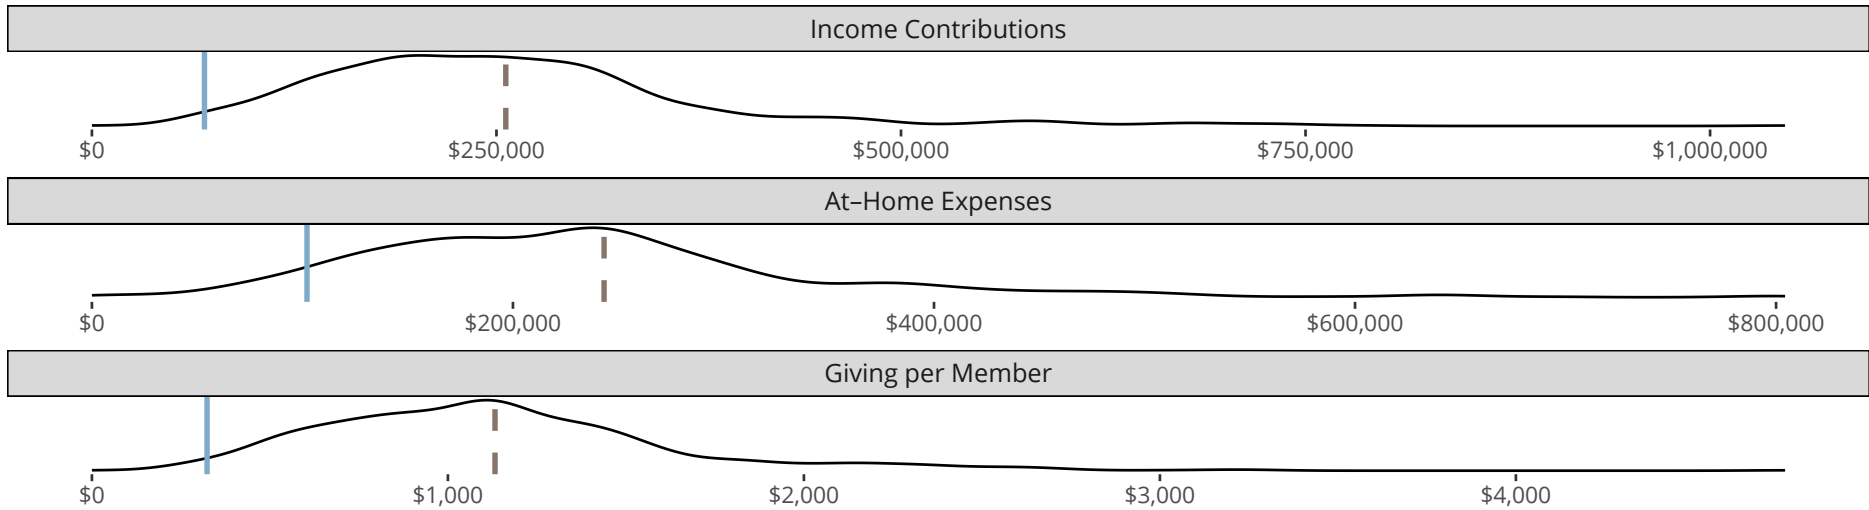 Income Contributions
$0 $250,000 $500,000 $750,000 $1,000,000
At–Home Expenses
$0 $200,000 $400,000 $600,000 $800,000
Giving per Member
$0 $1,000 $2,000 $3,000 $4,000